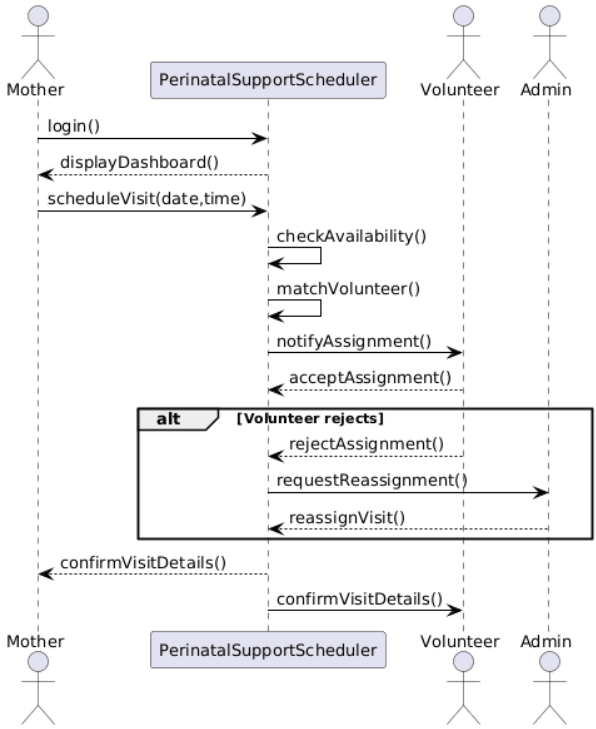 Mother
PerinatalSupportScheduler
Volunteer
Admin
login()
displayDashboard()
scheduleVisit(date,time)
checkAvailability()
matchVolunteer()
notifyAssignment()
acceptAssignment()
alt
[Volunteer rejects]
rejectAssignment()
requestReassignment()
reassignVisit()
confirmVisitDetails()
confirmVisitDetails()
Mother
PerinatalSupportScheduler
Volunteer
Admin